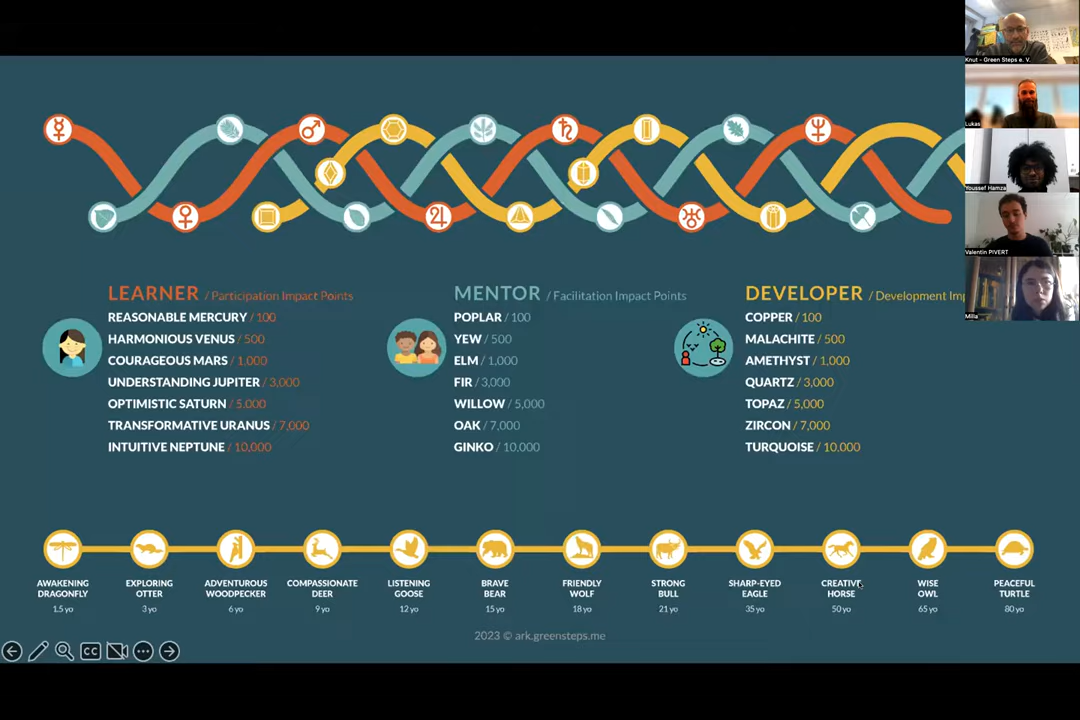 Knut - Green Steps e. V.
Lukas
Youssef Hamza
Valentin PIVERT
Milla
LEARNER / Participation Impact Points
REASONABLE MERCURY / 100
HARMONIOUS VENUS / 500
COURAGEOUS MARS / 1,000
UNDERSTANDING JUPITER / 3,000
OPTIMISTIC SATURN / 5.000
TRANSFORMATIVE URANUS / 7,000
INTUITIVE NEPTUNE / 10,000
MENTOR / Facilitation Impact Points
POPLAR / 100
YEW / 500
ELM / 1,000
FIR / 3,000
WILLOW / 5,000
OAK / 7,000
GINKO / 10,000
DEVELOPER / Development Imp
COPPER / 100
MALACHITE / 500
AMETHYST / 1,000
QUARTZ / 3,000
TOPAZ / 5,000
ZIRCON / 7,000
TURQUOISE / 10,000
AWAKENING DRAGONFLY
1.5 yo
EXPLORING OTTER
3 yo
ADVENTUROUS WOODPECKER
6 yo
COMPASSIONATE DEER
9 yo
LISTENING GOOSE
12 yo
BRAVE BEAR
15 yo
FRIENDLY WOLF
18 yo
STRONG BULL
21 yo
SHARP-EYED EAGLE
35 yo
CREATIVE HORSE
50 yo
WISE OWL
65 yo
PEACEFUL TURTLE
80 yo
2023 © ark.greensteps.me
CC